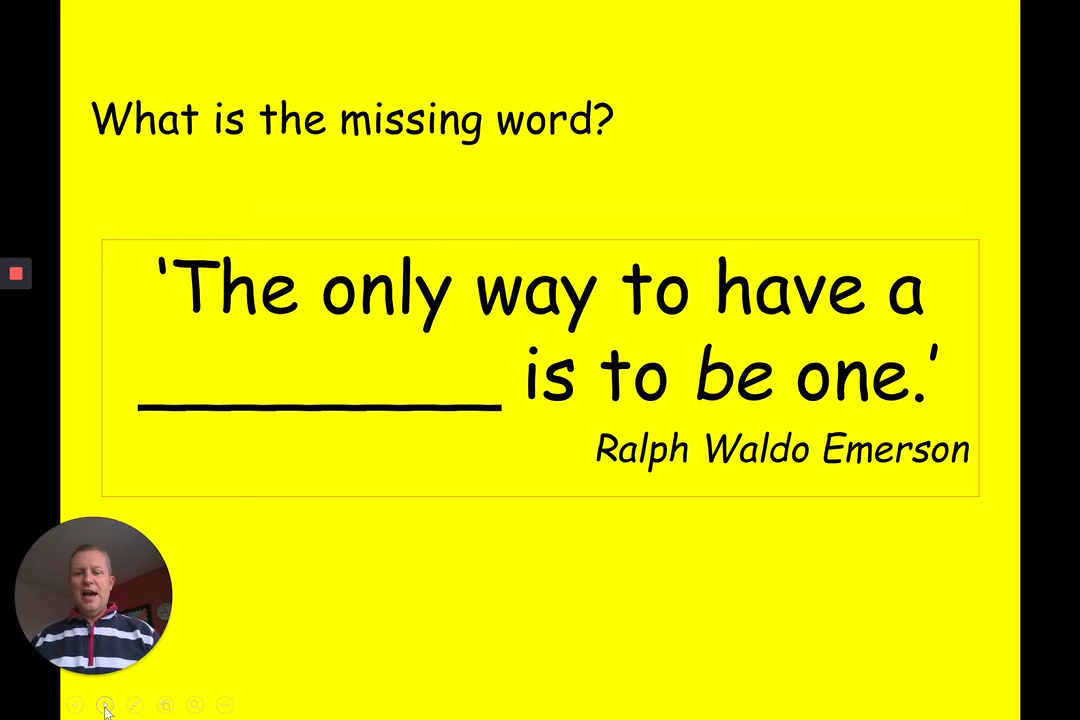 What is the missing word?
‘The only way to have a
__________ is to be one.’
Ralph Waldo Emerson